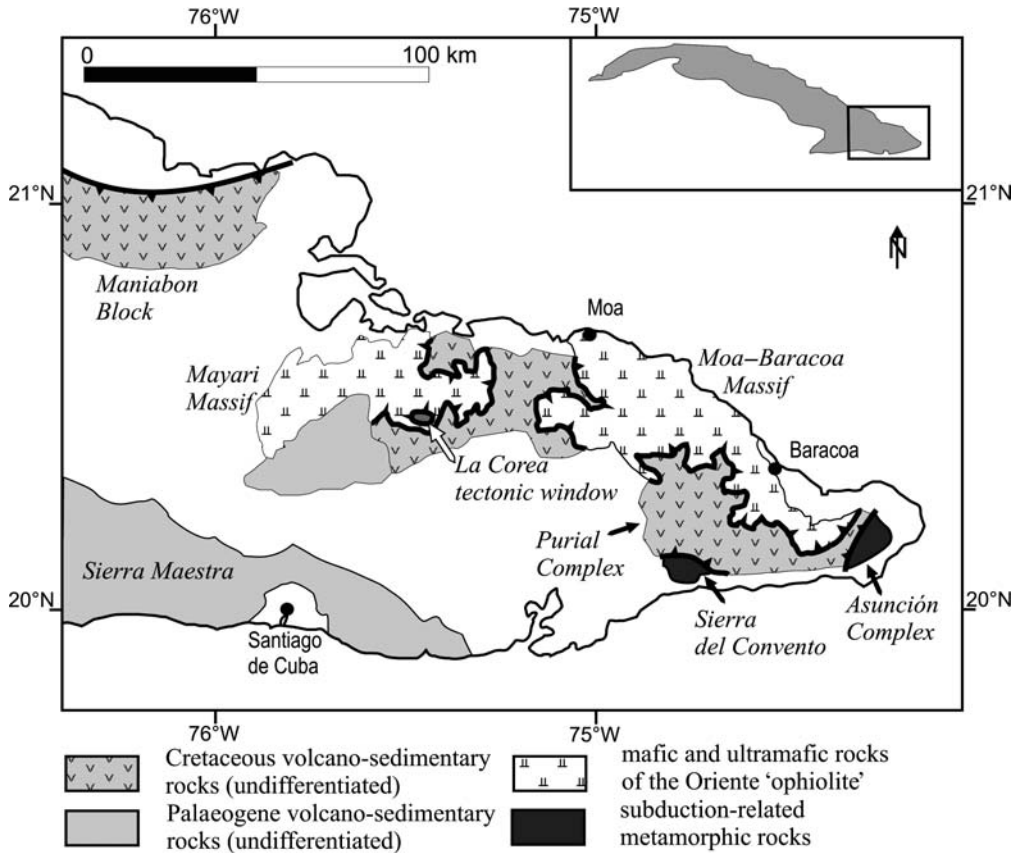 76°W
75°W
0
100 km
21°N
21°N
N
Maniabon
Block
Moa
Mayari
Massif
Moa–Baracoa
Massif
Baracoa
La Corea
tectonic window
Purial
Complex
Sierra Maestra
Asunción
Complex
Sierra
del Convento
20°N
20°N
Santiago
de Cuba
76°W
75°W
Cretaceous volcano-sedimentary
rocks (undifferentiated)
Palaeogene volcano-sedimentary
rocks (undifferentiated)
mafic and ultramafic rocks
of the Oriente ‘ophiolite’
subduction-related
metamorphic rocks